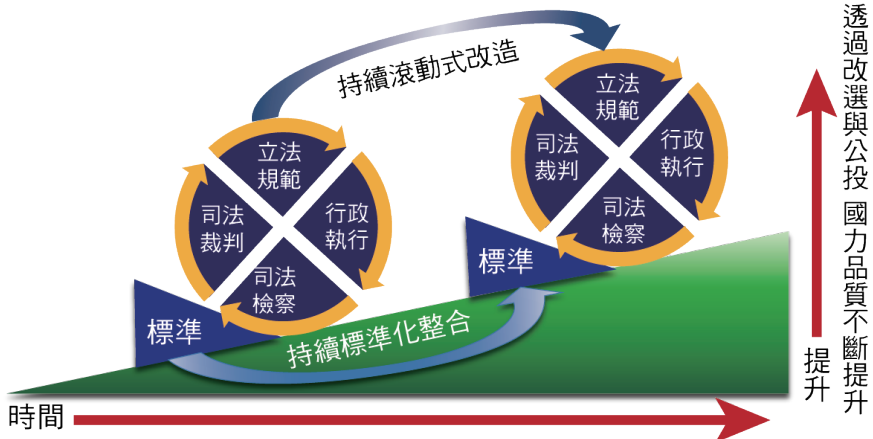 持續滾動式改造
立法
規範
行政
執行
司法
檢察
司法
裁判
標準
立法
規範
行政
執行
司法
檢察
司法
裁判
標準
持續標準化整合
時間
提升
透過改選與公投 國力品質不斷提升